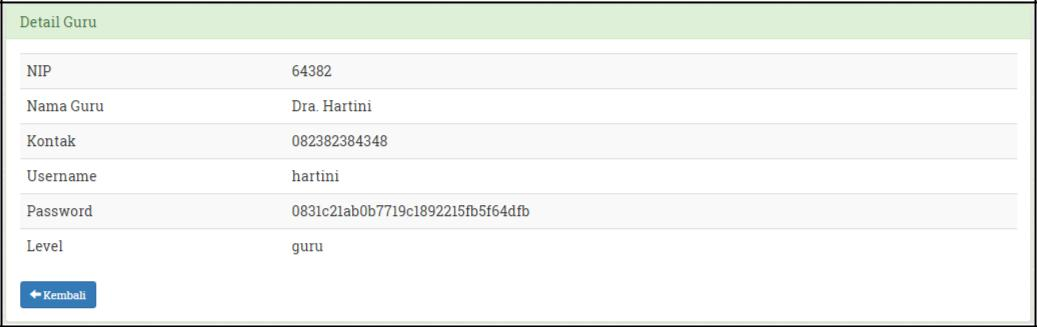 Detail Guru
NIP 64382
Nama Guru Dra. Hartini
Kontak 082382384348
Username hartini
Password 0831c21ab0b7719c1892215fb5f64dfb
Level guru
Kembali